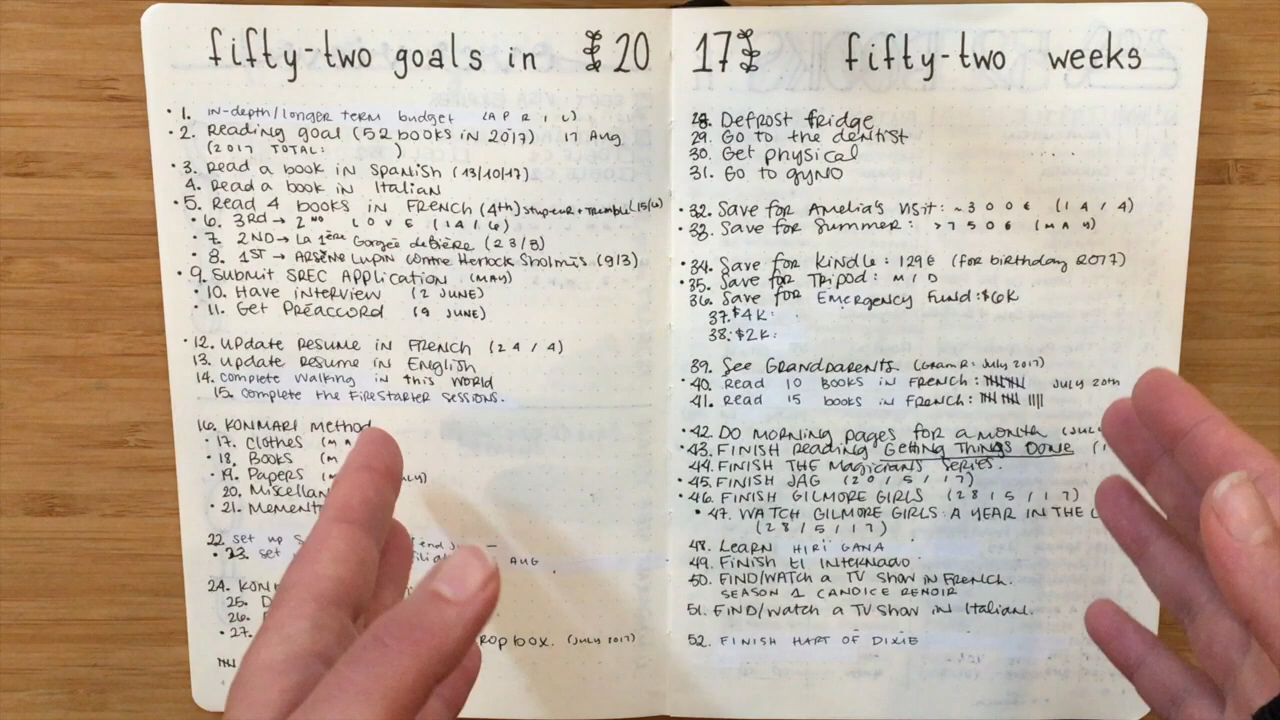 fifty-two goals in 20
• 1. in-depth/longer term budget (APRIL)
• 2. Reading goal (52 books in 2017) 17 Aug
(2017 TOTAL: )
• 3. Read a book in Spanish (13/10/17)
4. Read a book in Italian
• 5. Read 4 books in FRENCH (4th) Stupeur + Tremble (15/6)
• 6. 3RD → 2ND LOVE (14/6)
• 7. 2ND → La 1ère Gorgée de Bière (23/5)
• 8. 1ST → ARSÈNE LUPIN contre Herlock Sholmès (9/3)
• 9. Submit SREC Application (MAY)
• 10. Have interview (2 JUNE)
• 11. Get Préaccord (9 JUNE)
• 12. update resume in FRENCH (24/4)
13. update resume in English
14. complete walking in this world
15. complete the Firestarter Sessions.
16. KONMARI Method
• 17. Clothes (MA
• 18. Books (M
• 19. Papers
20. Miscellan
• 21. Memen
22. set up
• 23. set AUG
24. KON
25.
26.
• 27. ropbox. (July 2017)
17 fifty-two weeks
28. Defrost fridge
29. Go to the dentist
30. Get physical
31. Go to gyno
• 32. Save for Amelia's visit: ~300€ (14/4)
• 33. Save for Summer: >750€ (MAY)
• 34. Save for Kindle: 129€ (for birthday 2017)
• 35. Save for Tripod: M/D
36. Save for Emergency Fund: $6K
37. $4K:
38. $2K:
39. See Grandparents (Gram R: July 2017)
• 40. Read 10 books in French: July 20th
• 41. Read 15 books in French:
• 42. DO MORNING pages for a month (JULY
• 43. FINISH Reading Getting Things Done (1
44. FINISH THE Magicians Series.
• 45. FINISH JAG (20/5/17)
• 46. FINISH GILMORE GIRLS (28/5/17)
• 47. WATCH GILMORE GIRLS: A YEAR IN THE L
(28/5/17)
48. Learn HIRIGANA
49. Finish El Internado
50. FIND/WATCH a TV Show in French.
SEASON 1 CANDICE RENOIR
51. FIND/watch a TV Show in Italian.
52. FINISH HART OF DIXIE